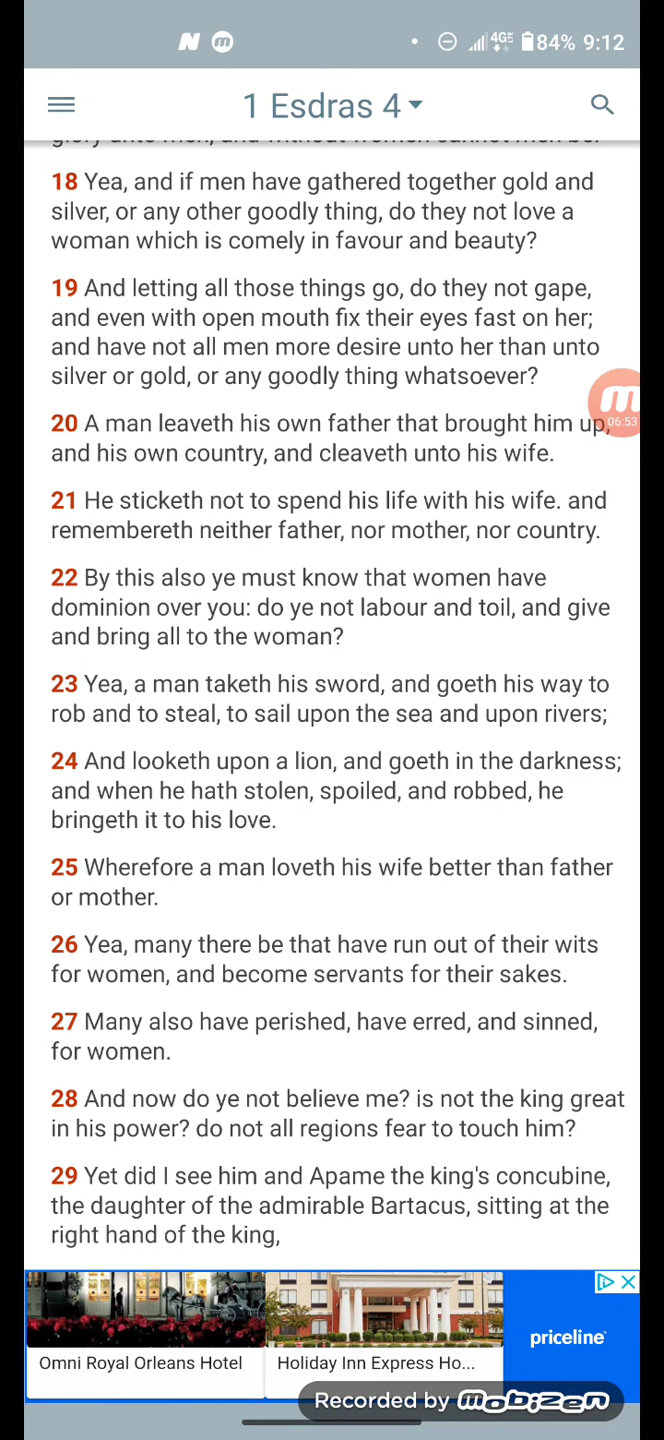 N m 4G 84% 9:12
1 Esdras 4
glory unto men; and without women cannot men be.
18 Yea, and if men have gathered together gold and
silver, or any other goodly thing, do they not love a
woman which is comely in favour and beauty?
19 And letting all those things go, do they not gape,
and even with open mouth fix their eyes fast on her;
and have not all men more desire unto her than unto
silver or gold, or any goodly thing whatsoever?
20 A man leaveth his own father that brought him up,
and his own country, and cleaveth unto his wife.
m
06:53
21 He sticketh not to spend his life with his wife. and
remembereth neither father, nor mother, nor country.
22 By this also ye must know that women have
dominion over you: do ye not labour and toil, and give
and bring all to the woman?
23 Yea, a man taketh his sword, and goeth his way to
rob and to steal, to sail upon the sea and upon rivers;
24 And looketh upon a lion, and goeth in the darkness;
and when he hath stolen, spoiled, and robbed, he
bringeth it to his love.
25 Wherefore a man loveth his wife better than father
or mother.
26 Yea, many there be that have run out of their wits
for women, and become servants for their sakes.
27 Many also have perished, have erred, and sinned,
for women.
28 And now do ye not believe me? is not the king great
in his power? do not all regions fear to touch him?
29 Yet did I see him and Apame the king's concubine,
the daughter of the admirable Bartacus, sitting at the
right hand of the king,
Omni Royal Orleans Hotel
Holiday Inn Express Ho...
priceline
Recorded by mobizen